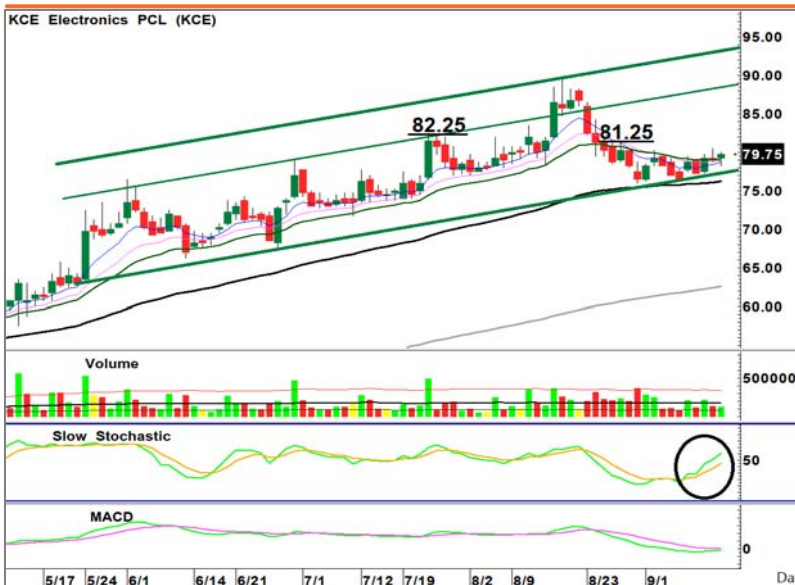 KCE Electronics PCL (KCE)
95.00
90.00
85.00
82.25
81.25
79.75
75.00
70.00
65.00
60.00
Volume
500000
Slow Stochastic
50
MACD
0
5/17 5/24 6/1 6/14 6/21 7/1 7/12 7/19 8/2 8/9 8/23 9/1
Da